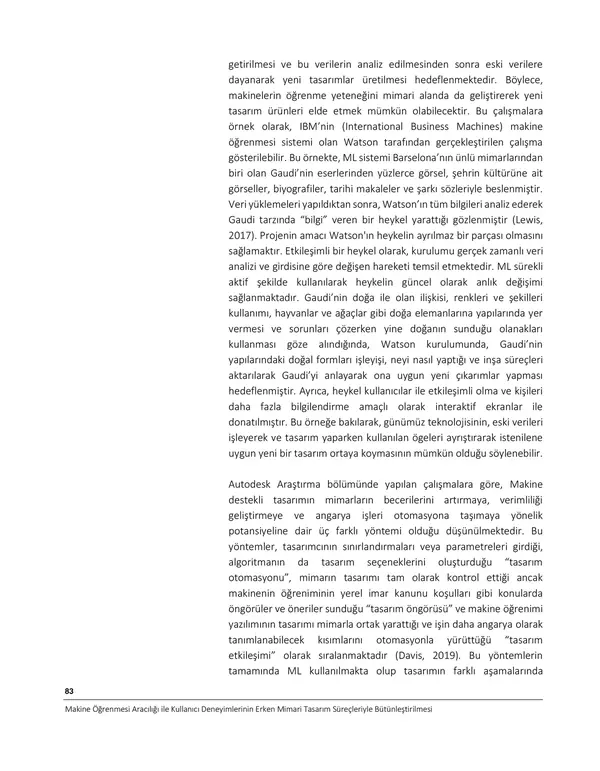 getirilmesi ve bu verilerin analiz edilmesinden sonra eski verilere
dayanarak yeni tasarımlar üretilmesi hedeflenmektedir. Böylece,
makinelerin öğrenme yeteneğini mimari alanda da geliştirerek yeni
tasarım ürünleri elde etmek mümkün olabilecektir. Bu çalışmalara
örnek olarak, IBM’nin (International Business Machines) makine
öğrenmesi sistemi olan Watson tarafından gerçekleştirilen çalışma
gösterilebilir. Bu örnekte, ML sistemi Barselona’nın ünlü mimarlarından
biri olan Gaudi’nin eserlerinden yüzlerce görsel, şehrin kültürüne ait
görseller, biyografiler, tarihi makaleler ve şarkı sözleriyle beslenmiştir.
Veri yüklemeleri yapıldıktan sonra, Watson’ın tüm bilgileri analiz ederek
Gaudi tarzında “bilgi” veren bir heykel yarattığı gözlenmiştir (Lewis,
2017). Projenin amacı Watson'ın heykelin ayrılmaz bir parçası olmasını
sağlamaktır. Etkileşimli bir heykel olarak, kurulumu gerçek zamanlı veri
analizi ve girdisine göre değişen hareketi temsil etmektedir. ML sürekli
aktif şekilde kullanılarak heykelin güncel olarak anlık değişimi
sağlanmaktadır. Gaudi’nin doğa ile olan ilişkisi, renkleri ve şekilleri
kullanımı, hayvanlar ve ağaçlar gibi doğa elemanlarına yapılarında yer
vermesi ve sorunları çözerken yine doğanın sunduğu olanakları
kullanması göze alındığında, Watson kurulumunda, Gaudi’nin
yapılarındaki doğal formları işleyişi, neyi nasıl yaptığı ve inşa süreçleri
aktarılarak Gaudi’yi anlayarak ona uygun yeni çıkarımlar yapması
hedeflenmiştir. Ayrıca, heykel kullanıcılar ile etkileşimli olma ve kişileri
daha fazla bilgilendirme amaçlı olarak interaktif ekranlar ile
donatılmıştır. Bu örneğe bakılarak, günümüz teknolojisinin, eski verileri
işleyerek ve tasarım yaparken kullanılan ögeleri ayrıştırarak istenilene
uygun yeni bir tasarım ortaya koymasının mümkün olduğu söylenebilir.
Autodesk Araştırma bölümünde yapılan çalışmalara göre, Makine
destekli tasarımın mimarların becerilerini artırmaya, verimliliği
geliştirmeye ve angarya işleri otomasyona taşımaya yönelik
potansiyeline dair üç farklı yöntemi olduğu düşünülmektedir. Bu
yöntemler, tasarımcının sınırlandırmaları veya parametreleri girdiği,
algoritmanın da tasarım seçeneklerini oluşturduğu “tasarım
otomasyonu”, mimarın tasarımı tam olarak kontrol ettiği ancak
makinenin öğreniminin yerel imar kanunu koşulları gibi konularda
öngörüler ve öneriler sunduğu “tasarım öngörüsü” ve makine öğrenimi
yazılımının tasarımı mimarla ortak yarattığı ve işin daha angarya olarak
tanımlanabilecek kısımlarını otomasyonla yürüttüğü “tasarım
etkileşimi” olarak sıralanmaktadır (Davis, 2019). Bu yöntemlerin
tamamında ML kullanılmakta olup tasarımın farklı aşamalarında
83
Makine Öğrenmesi Aracılığı ile Kullanıcı Deneyimlerinin Erken Mimari Tasarım Süreçleriyle Bütünleştirilmesi